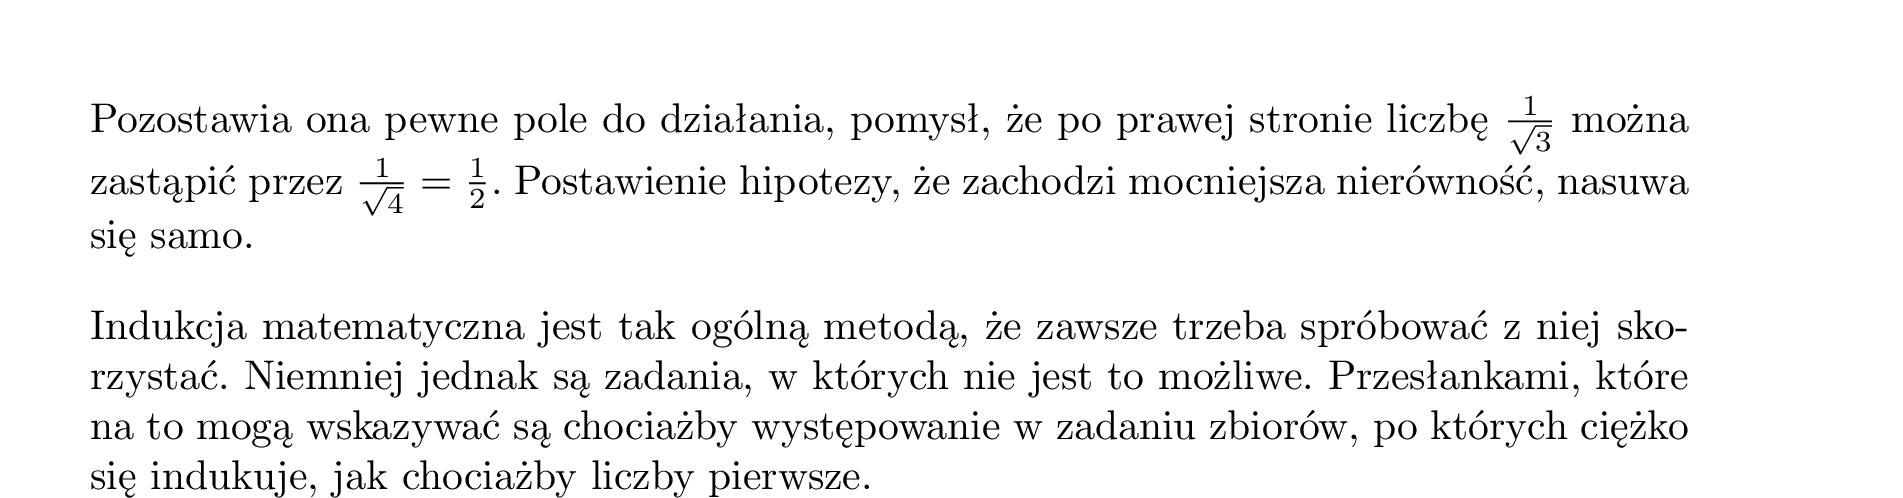 Pozostawia ona pewne pole do działania, pomysł, że po prawej stronie liczbę $\frac{1}{\sqrt{3}}$ można
zastąpić przez $\frac{1}{\sqrt{4}} = \frac{1}{2}$. Postawienie hipotezy, że zachodzi mocniejsza nierówność, nasuwa
się samo.
Indukcja matematyczna jest tak ogólną metodą, że zawsze trzeba spróbować z niej sko-
rzystać. Niemniej jednak są zadania, w których nie jest to możliwe. Przesłankami, które
na to mogą wskazywać są chociażby występowanie w zadaniu zbiorów, po których ciężko
się indukuje, jak chociażby liczby pierwsze.